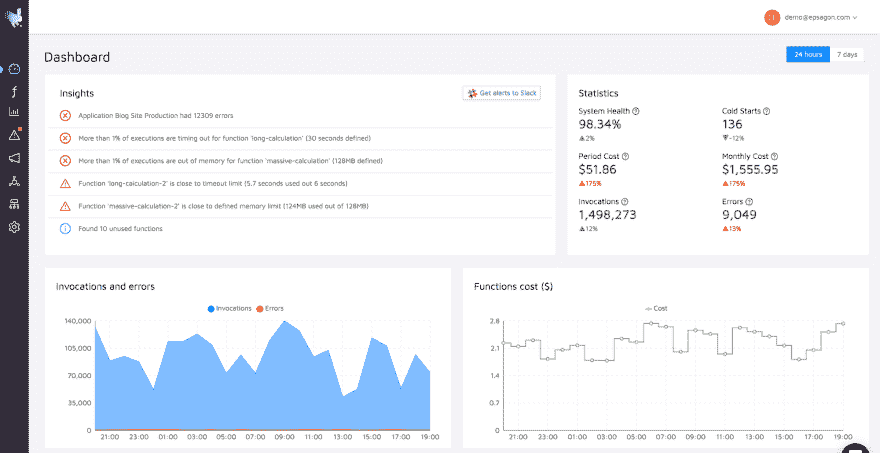 demo@epsagon.com
Dashboard
24 hours
7 days
Insights
Get alerts to Slack
Application Blog Site Production had 12309 errors
More than 1% of executions are timing out for function 'long-calculation' (30 seconds defined)
More than 1% of executions are out of memory for function 'massive-calculation' (128MB defined)
Function 'long-calculation-2' is close to timeout limit (5.7 seconds used out 6 seconds)
Function 'massive-calculation-2' is close to defined memory limit (124MB used out of 128MB)
Found 10 unused functions
Statistics
System Health
Cold Starts
98.34%
136
2%
-12%
Period Cost
Monthly Cost
$51.86
$1,555.95
175%
175%
Invocations
Errors
1,498,273
9,049
12%
13%
Invocations and errors
Invocations
Errors
140,000
105,000
70,000
35,000
0
21:00 23:00 01:00 03:00 05:00 07:00 09:00 11:00 13:00 15:00 17:00 19:00
Functions cost ($)
Cost
2.8
2.1
1.4
0.7
0
21:00 23:00 01:00 03:00 05:00 07:00 09:00 11:00 13:00 15:00 17:00 19:00